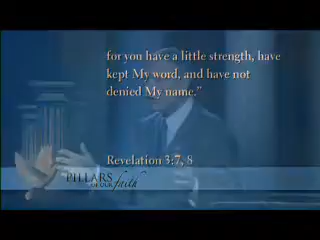 for you have a little strength, have
kept My word, and have not
denied My name."
Revelation 3:7, 8
PILLARS
OF OUR faith